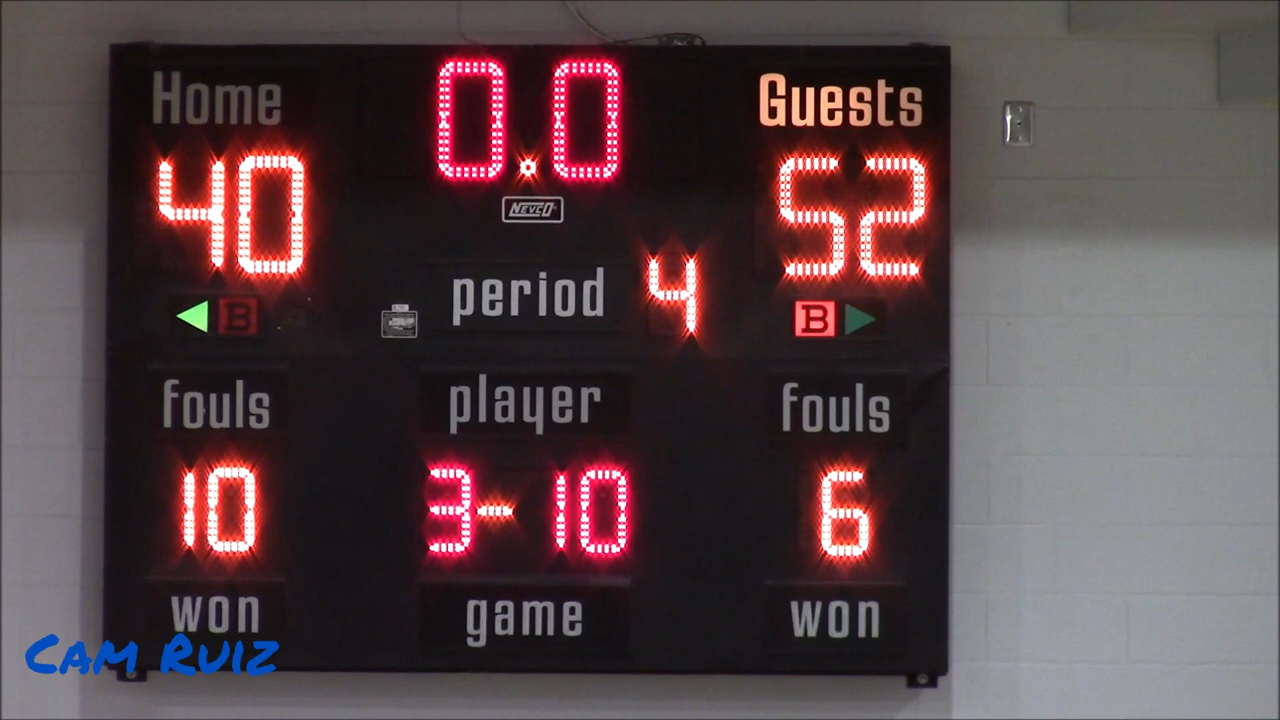 Home 0.0 Guests
40 52
NEVCO
period 4
B B
fouls player fouls
10 3-10 6
won game won
Cam Ruiz